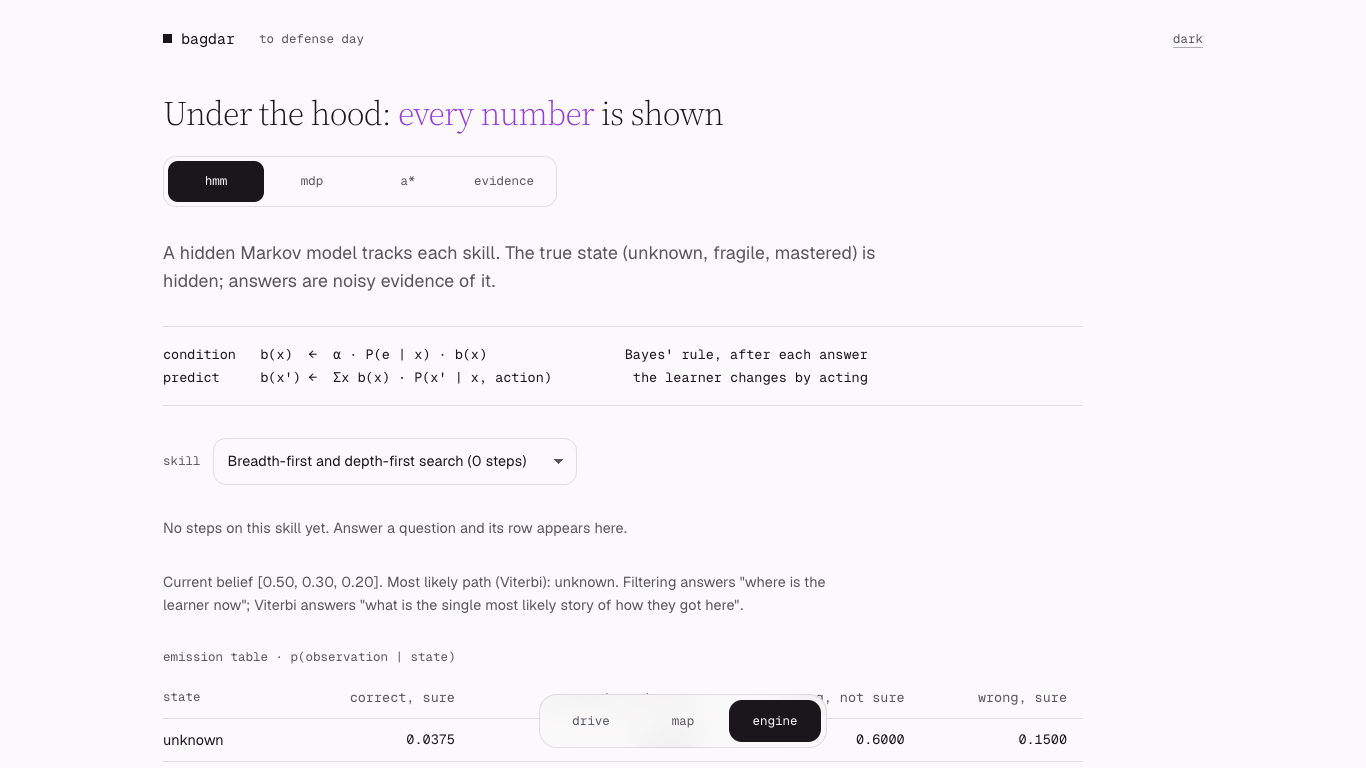 bagdar to defense day dark
Under the hood: every number is shown
hmm mdp a* evidence
A hidden Markov model tracks each skill. The true state (unknown, fragile, mastered) is
hidden; answers are noisy evidence of it.
condition b(x) ← α · P(e | x) · b(x) Bayes' rule, after each answer
predict b(x') ← Σx b(x) · P(x' | x, action) the learner changes by acting
skill Breadth-first and depth-first search (0 steps)
No steps on this skill yet. Answer a question and its row appears here.
Current belief [0.50, 0.30, 0.20]. Most likely path (Viterbi): unknown. Filtering answers "where is the
learner now"; Viterbi answers "what is the single most likely story of how they got here".
emission table · p(observation | state)
state correct, sure not sure wrong, sure
drive map engine
unknown 0.0375 0.6000 0.1500